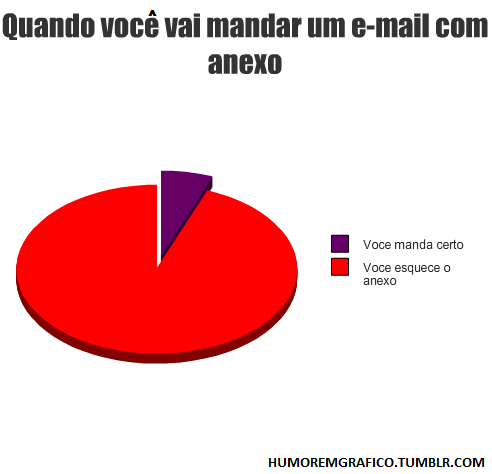 Quando você vai mandar um e-mail com
anexo
Voce manda certo
Voce esquece o
anexo
HUMOREMGRAFICO.TUMBLR.COM